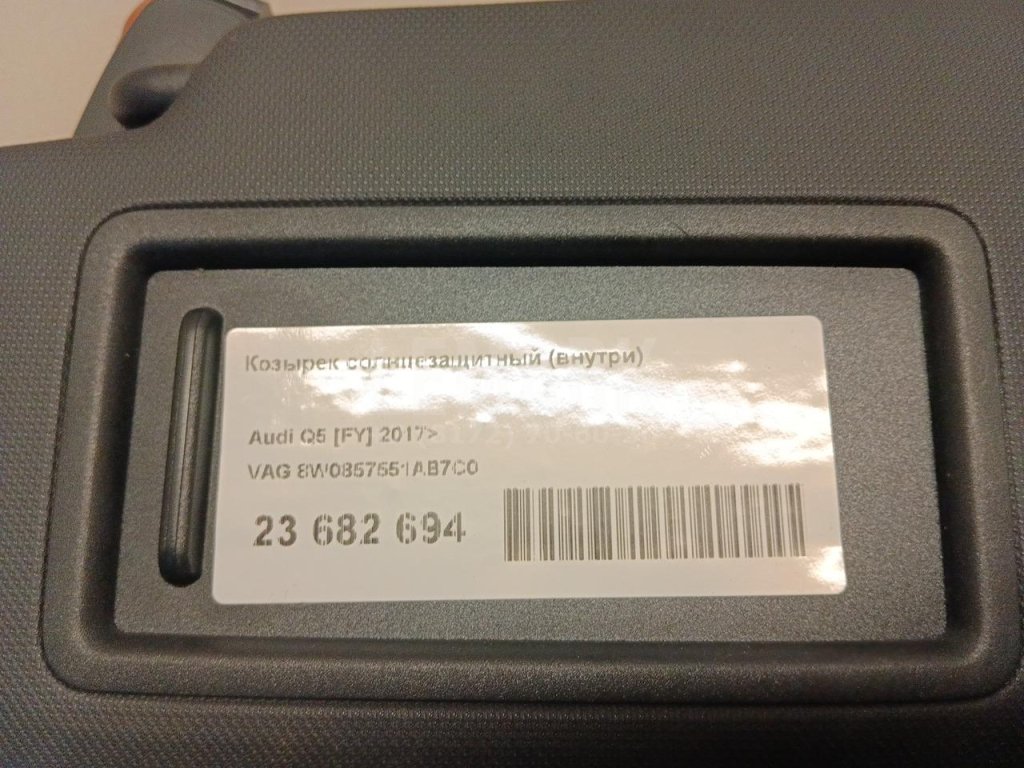 Козырек солнцезащитный (внутри)
Audi Q5 [FY] 2017>
VAG 8W0857551AB7C0
23 682 694